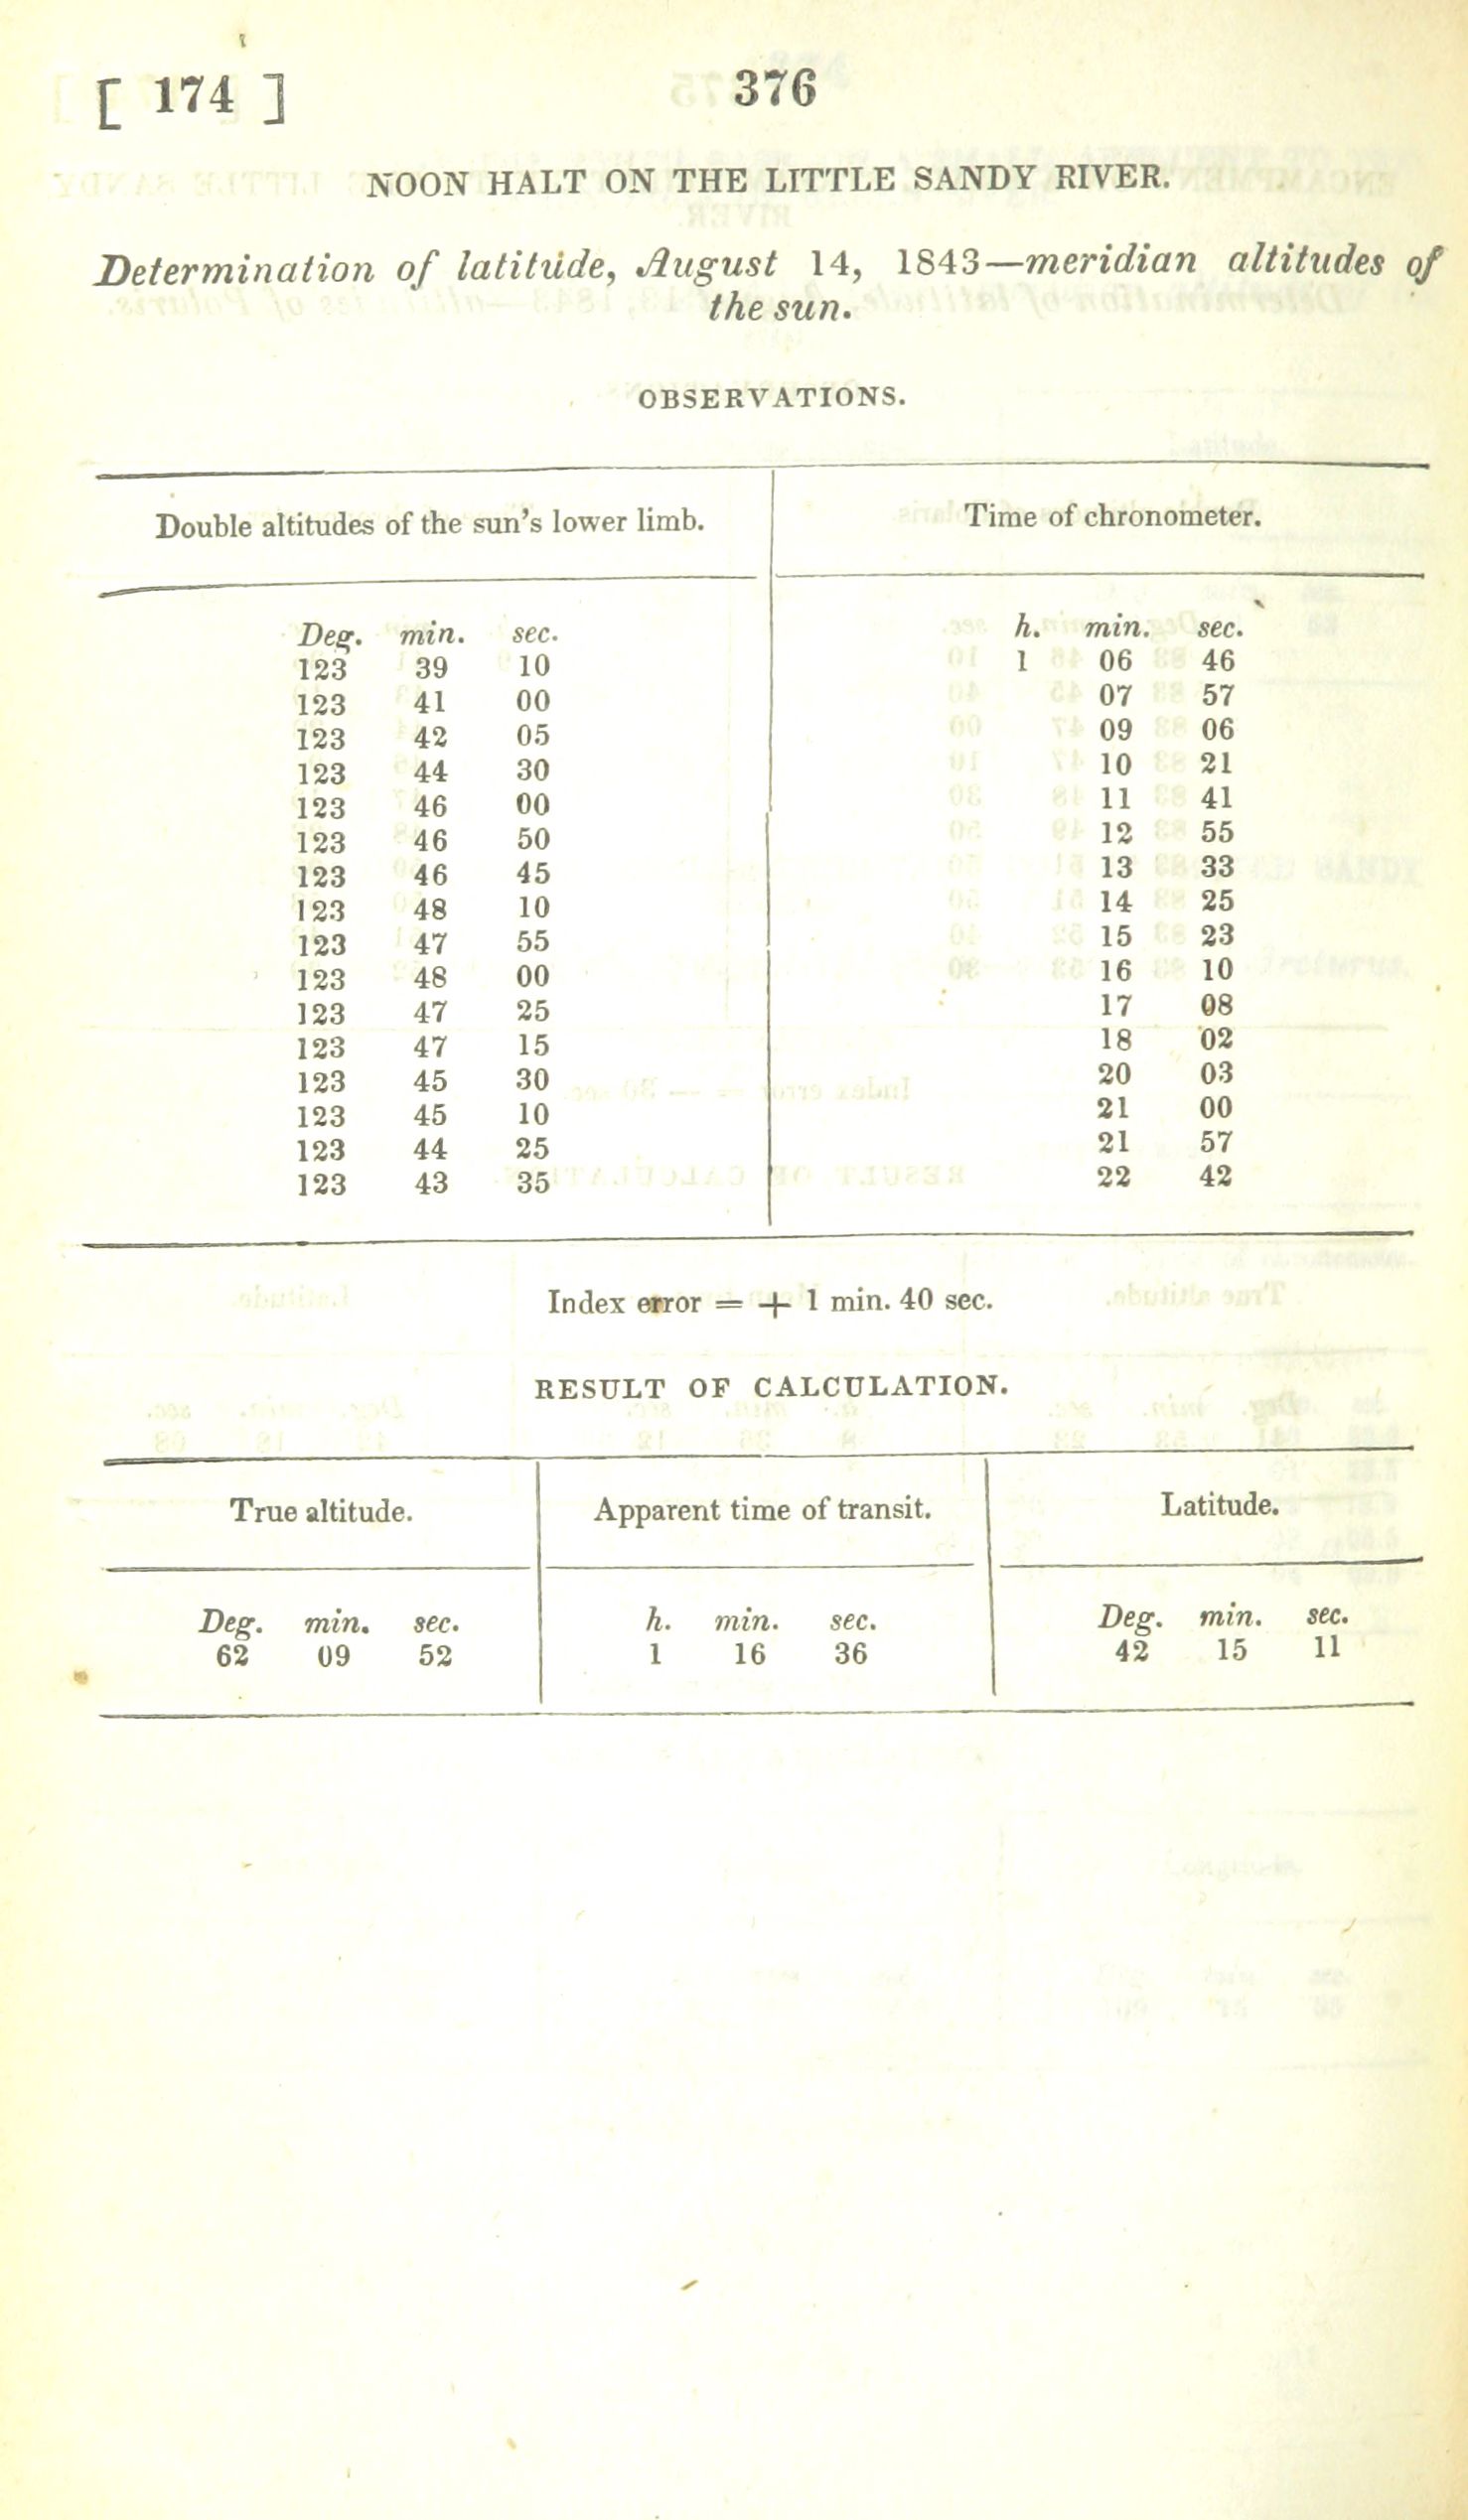 [ 174 ] 376
NOON HALT ON THE LITTLE SANDY RIVER.
Determination of latitude, August 14, 1843—meridian altitudes of
the sun.
OBSERVATIONS.
Double altitudes of the sun's lower limb. Time of chronometer.
Deg. min. sec. h. min. sec.
123 39 10 1 06 46
123 41 00 07 57
123 42 05 09 06
123 44 30 10 21
123 46 00 11 41
123 46 50 12 55
123 46 45 13 33
123 48 10 14 25
123 47 55 15 23
123 48 00 16 10
123 47 25 17 08
123 47 15 18 02
123 45 30 20 03
123 45 10 21 00
123 44 25 21 57
123 43 35 22 42
Index error = + 1 min. 40 sec.
RESULT OF CALCULATION.
True altitude. Apparent time of transit. Latitude.
Deg. min. sec. h. min. sec. Deg. min. sec.
62 09 52 1 16 36 42 15 11